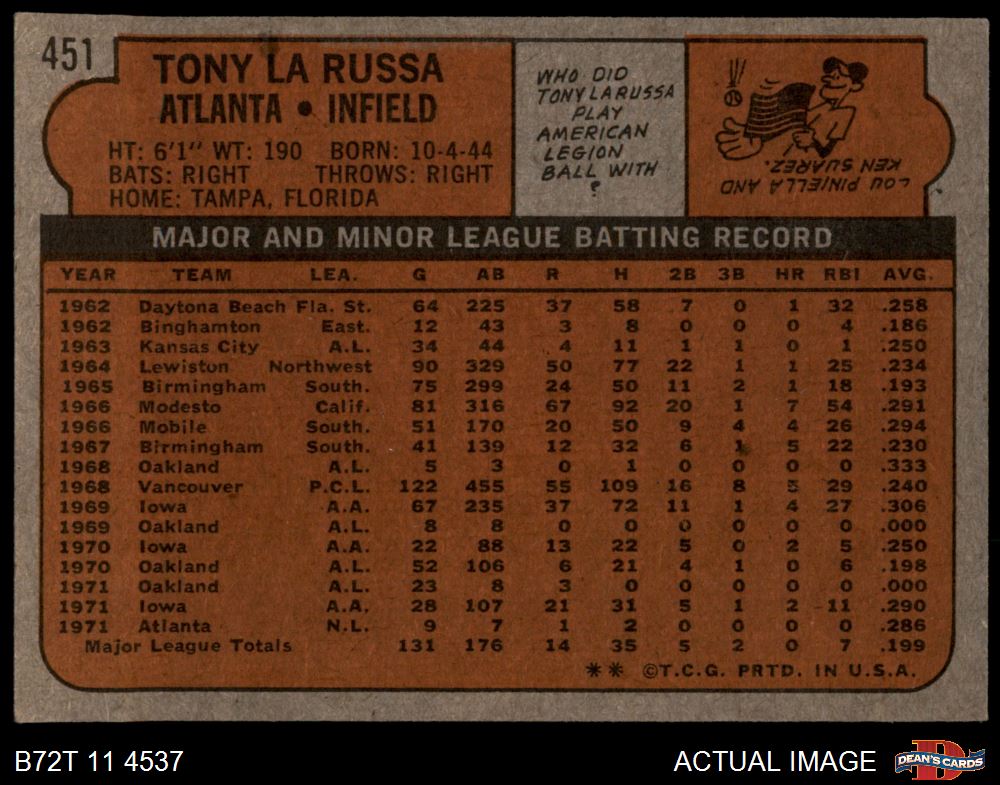 451
TONY LA RUSSA
ATLANTA • INFIELD
HT: 6'1" WT: 190 BORN: 10-4-44
BATS: RIGHT THROWS: RIGHT
HOME: TAMPA, FLORIDA
WHO DID
TONY LARUSSA
PLAY
AMERICAN
LEGION
BALL WITH
?
LOU PINIELLA AND
KEN SUAREZ.
MAJOR AND MINOR LEAGUE BATTING RECORD
YEAR TEAM LEA. G AB R H 2B 3B HR RBI AVG.
1962 Daytona Beach Fla. St. 64 225 37 58 7 0 1 32 .258
1962 Binghamton East. 12 43 3 8 0 0 0 4 .186
1963 Kansas City A.L. 34 44 4 11 1 1 0 1 .250
1964 Lewiston Northwest 90 329 50 77 22 1 1 25 .234
1965 Birmingham South. 75 299 24 50 11 2 1 18 .193
1966 Modesto Calif. 81 316 67 92 20 1 7 54 .291
1966 Mobile South. 51 170 20 50 9 4 4 26 .294
1967 Birmingham South. 41 139 12 32 6 1 5 22 .230
1968 Oakland A.L. 5 3 0 1 0 0 0 0 .333
1968 Vancouver P.C.L. 122 455 55 109 16 8 5 29 .240
1969 Iowa A.A. 67 235 37 72 11 1 4 27 .306
1969 Oakland A.L. 8 8 0 0 0 0 0 0 .000
1970 Iowa A.A. 22 88 13 22 5 0 2 5 .250
1970 Oakland A.L. 52 106 6 21 4 1 0 6 .198
1971 Oakland A.L. 23 8 3 0 0 0 0 0 .000
1971 Iowa A.A. 28 107 21 31 5 1 2 11 .290
1971 Atlanta N.L. 9 7 1 2 0 0 0 0 .286
Major League Totals 131 176 14 35 5 2 0 7 .199
** ©T.C.G. PRTD. IN U.S.A.
B72T 11 4537
ACTUAL IMAGE
D
DEAN'S CARDS